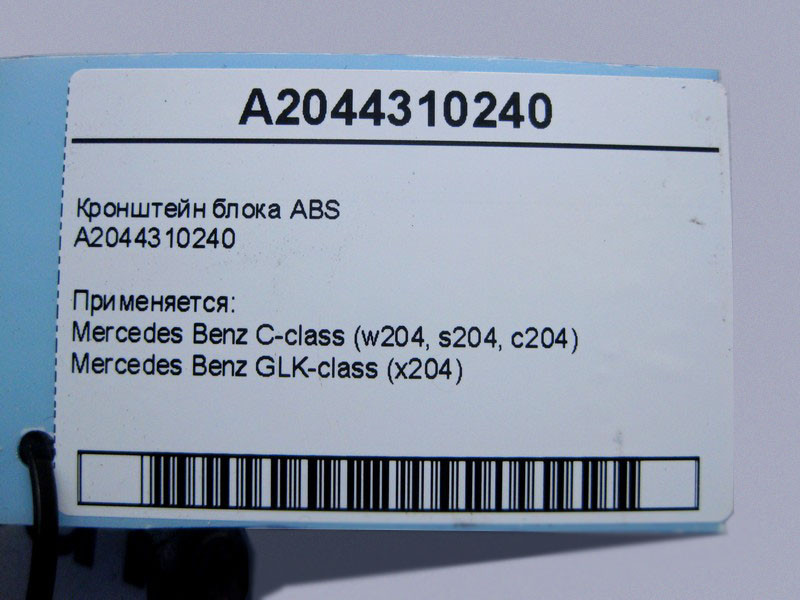 A2044310240
Кронштейн блока ABS
A2044310240
Применяется:
Mercedes Benz C-class (w204, s204, c204)
Mercedes Benz GLK-class (x204)